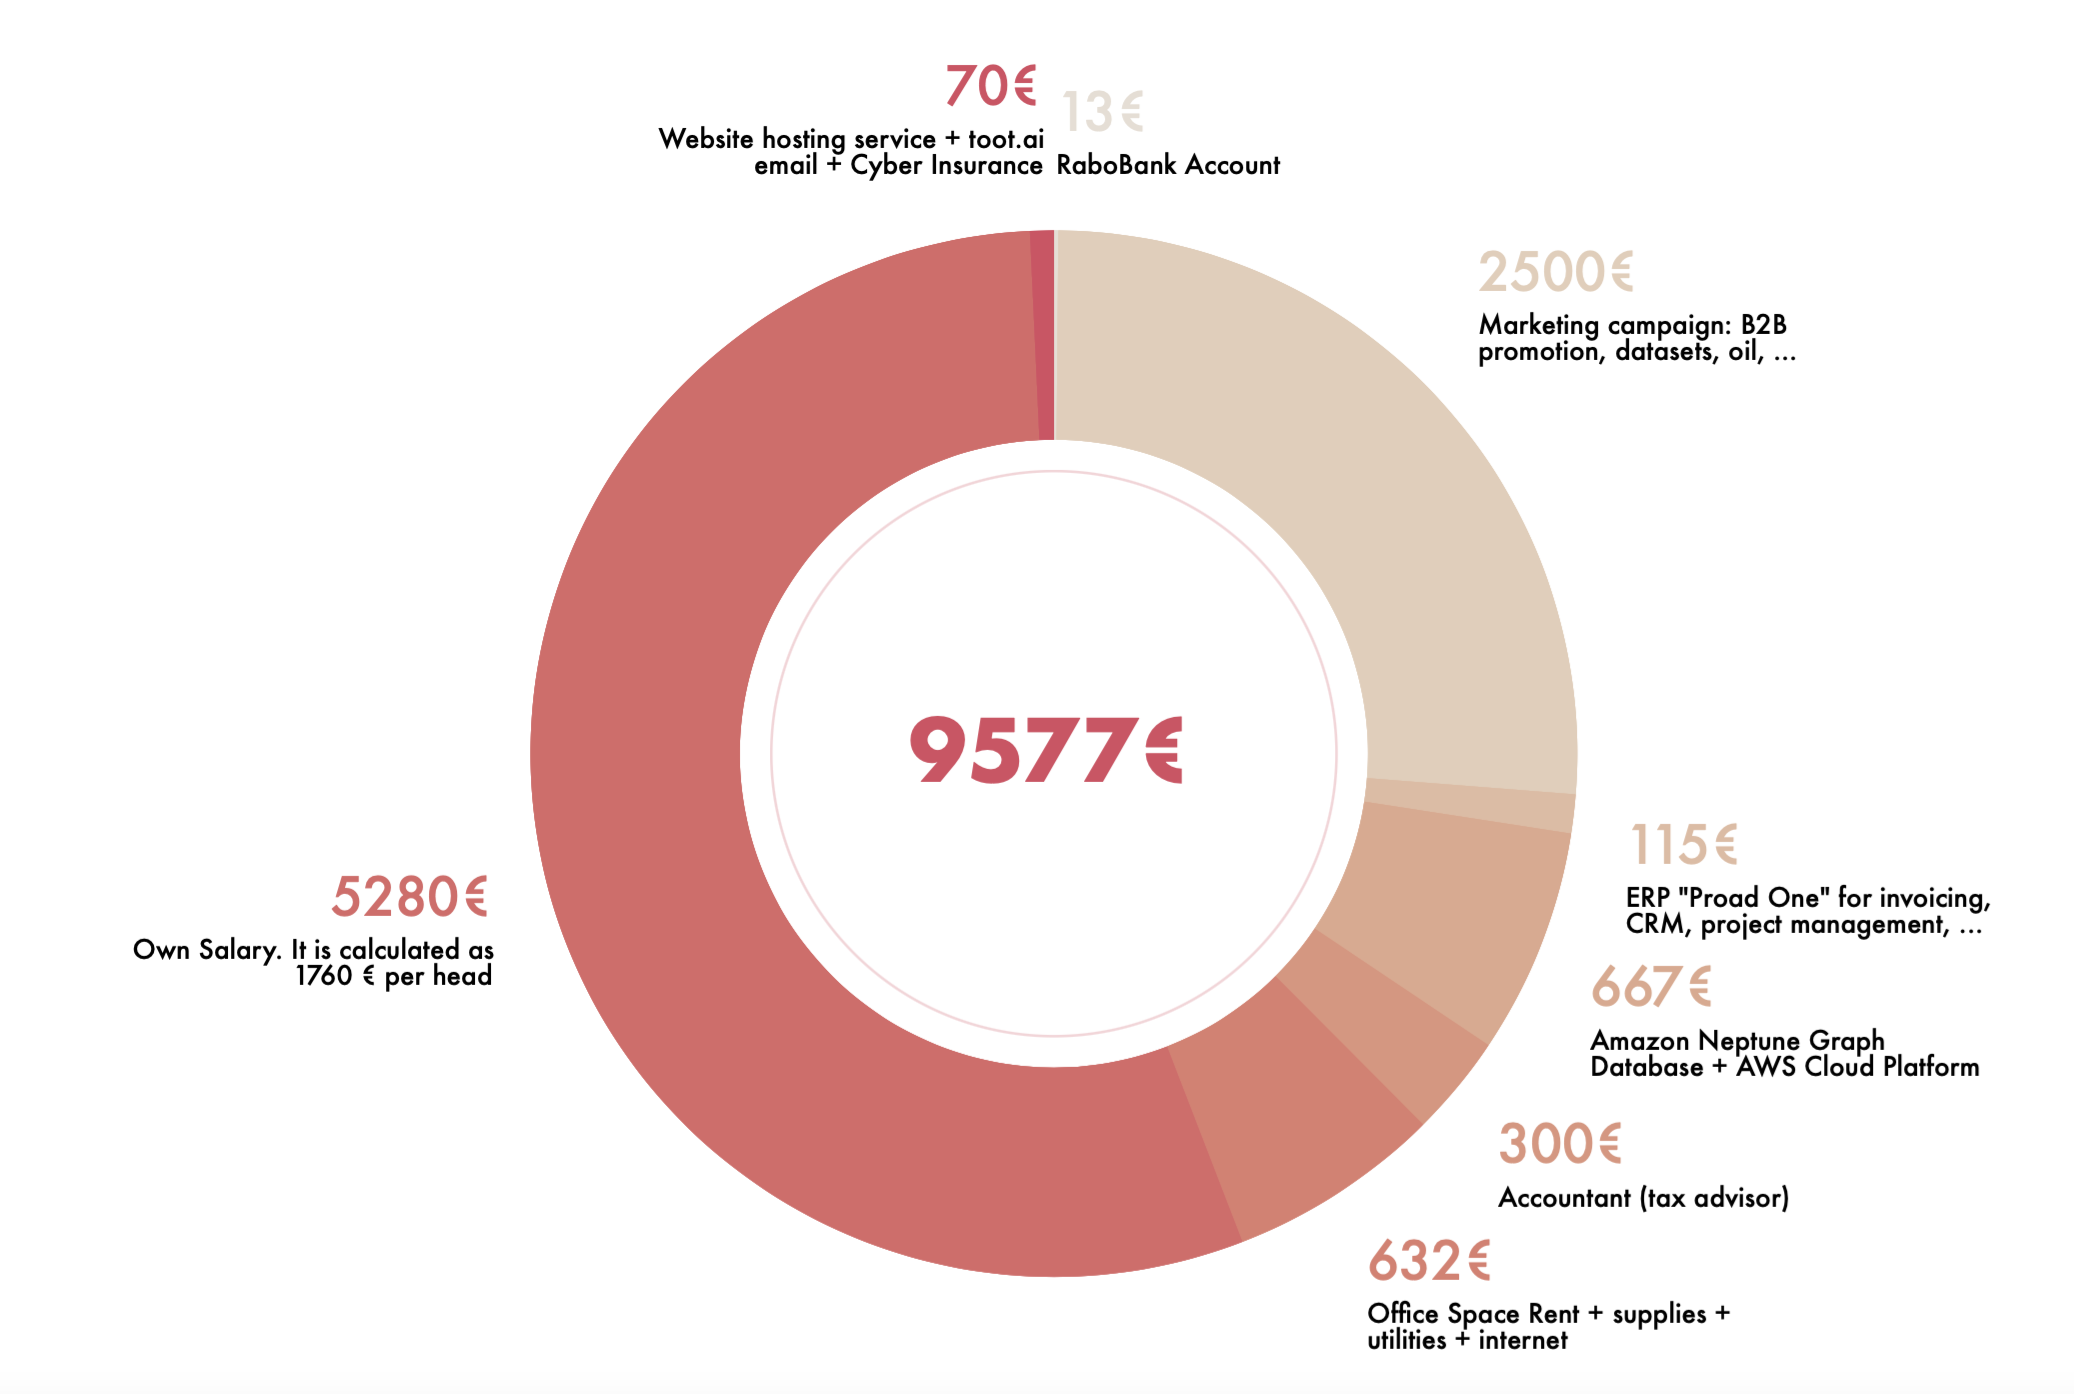 70€
Website hosting service + toot.ai
email + Cyber Insurance
13€
RaboBank Account
2500€
Marketing campaign: B2B
promotion, datasets, oil, ...
9577€
115€
ERP "Proad One" for invoicing,
CRM, project management, ...
667€
Amazon Neptune Graph
Database + AWS Cloud Platform
300€
Accountant (tax advisor)
632€
Office Space Rent + supplies +
utilities + internet
5280€
Own Salary. It is calculated as
1760 € per head